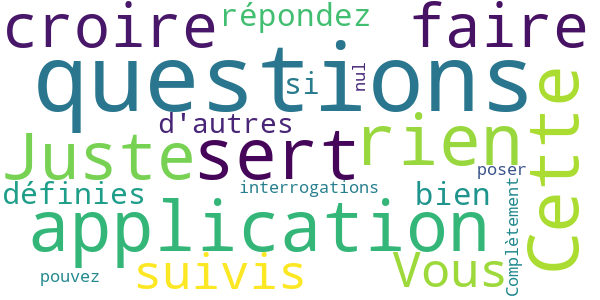 croire
répondez
faire
questions
si
nul
Cette
d'autres
Juste
sert
rien
poser
définies
interrogations
bien
Complètement
application
pouvez
suivis
Vous